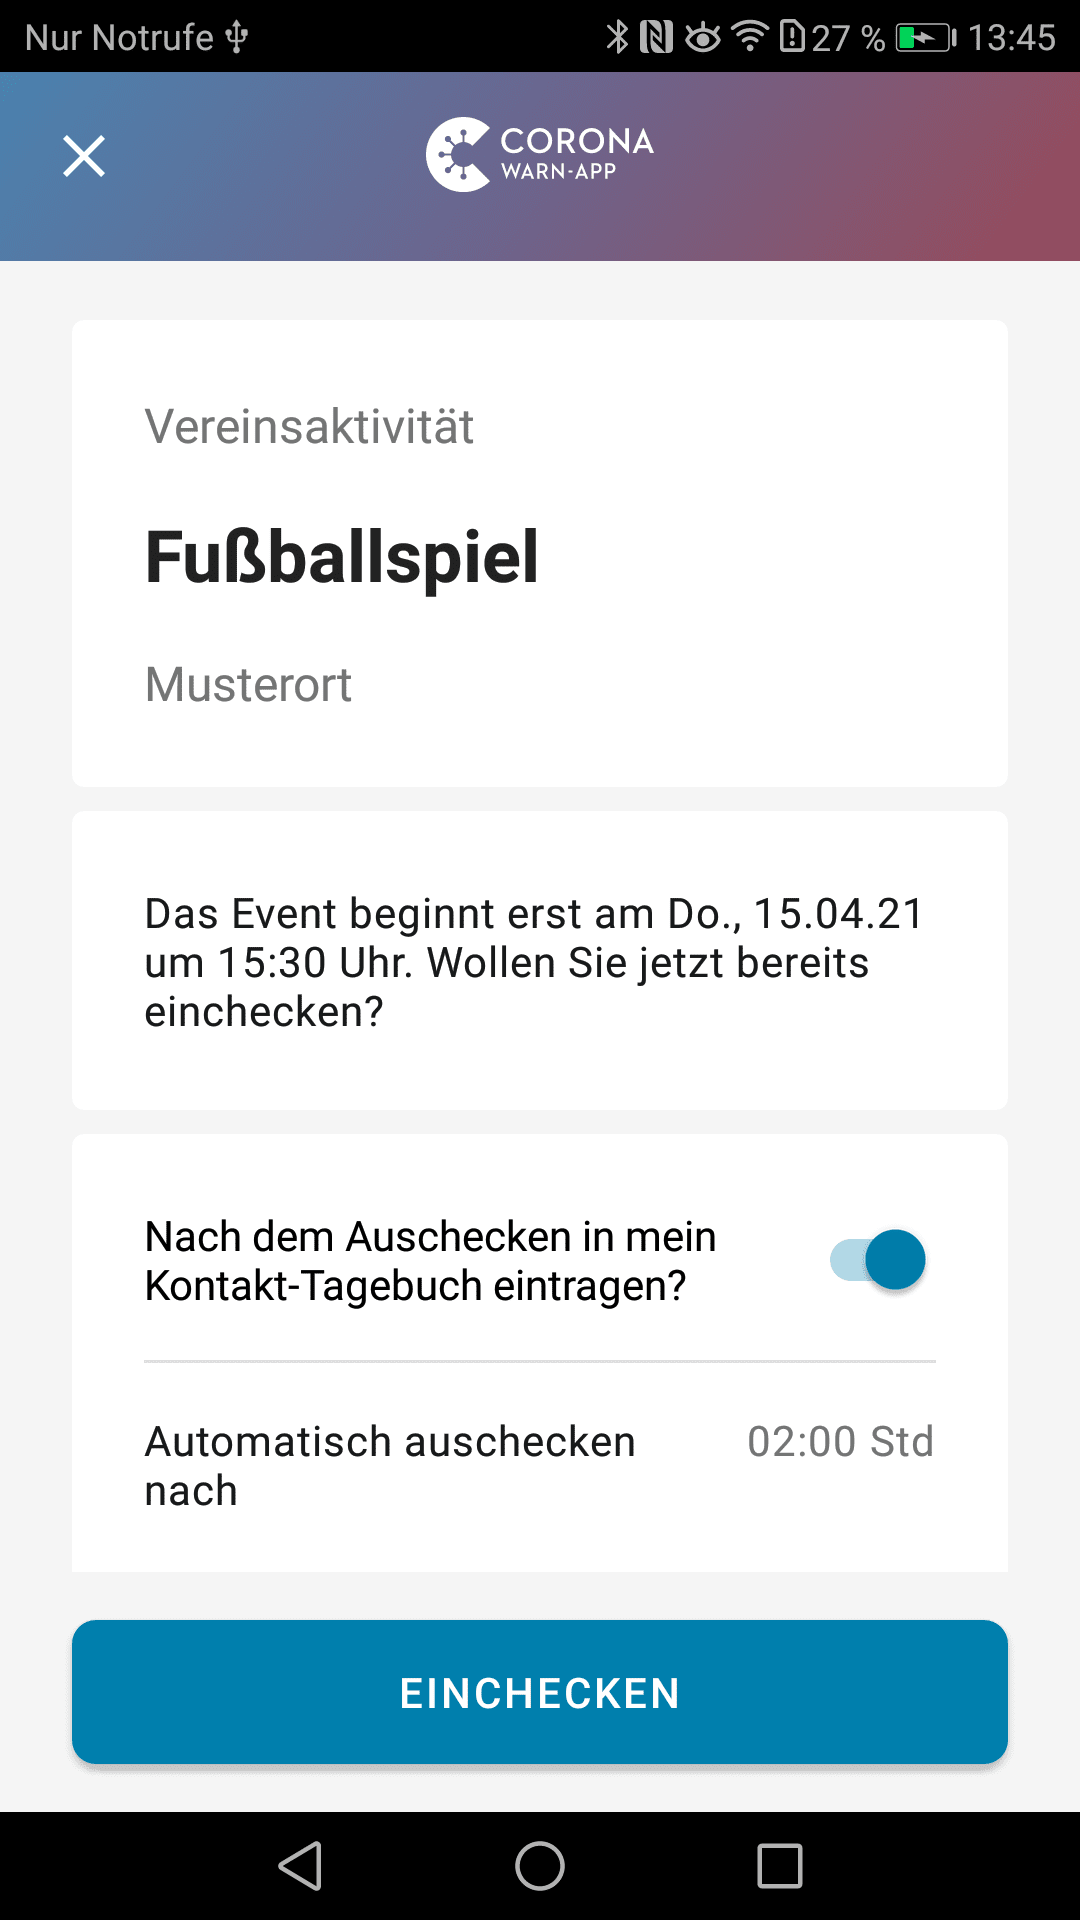 Nur Notrufe 27 % 13:45
CORONA
WARN-APP
Vereinsaktivität
Fußballspiel
Musterort
Das Event beginnt erst am Do., 15.04.21
um 15:30 Uhr. Wollen Sie jetzt bereits
einchecken?
Nach dem Auschecken in mein
Kontakt-Tagebuch eintragen?
Automatisch auschecken 02:00 Std
nach
EINCHECKEN